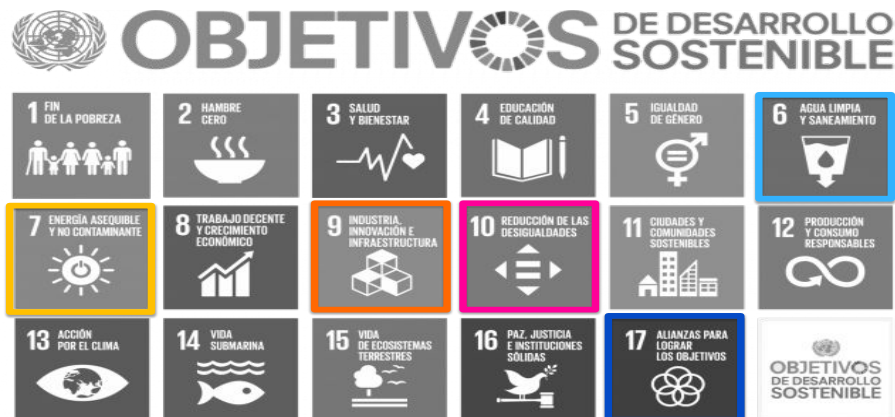 OBJETIVOS DE DESARROLLO
SOSTENIBLE
1 FIN
DE LA POBREZA
2 HAMBRE
CERO
3 SALUD
Y BIENESTAR
4 EDUCACIÓN
DE CALIDAD
5 IGUALDAD
DE GÉNERO
6 AGUA LIMPIA
Y SANEAMIENTO
7 ENERGÍA ASEQUIBLE
Y NO CONTAMINANTE
8 TRABAJO DECENTE
Y CRECIMIENTO
ECONÓMICO
9 INDUSTRIA,
INNOVACIÓN E
INFRAESTRUCTURA
10 REDUCCIÓN DE LAS
DESIGUALDADES
11 CIUDADES Y
COMUNIDADES
SOSTENIBLES
12 PRODUCCIÓN
Y CONSUMO
RESPONSABLES
13 ACCIÓN
POR EL CLIMA
14 VIDA
SUBMARINA
15 VIDA
DE ECOSISTEMAS
TERRESTRES
16 PAZ, JUSTICIA
E INSTITUCIONES
SÓLIDAS
17 ALIANZAS PARA
LOGRAR
LOS OBJETIVOS
OBJETIVOS
DE DESARROLLO
SOSTENIBLE